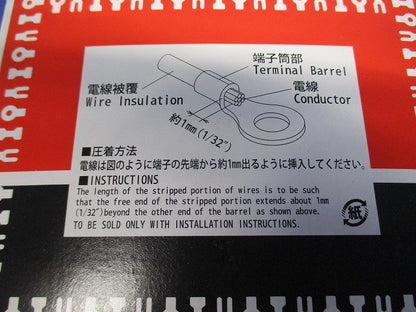 端子筒部
Terminal Barrel
電線被覆
Wire Insulation
電線
Conductor
約1mm(1/32")
■圧着方法
電線は図のように端子の先端から約1mm出るように挿入してください。
■INSTRUCTIONS
The length of the stripped portion of wires is to be such
that the free end of the stripped portion extends about 1mm
(1/32")beyond the other end of the barrel as shown above.
TO BE SOLD ONLY WITH INSTALLATION INSTRUCTIONS.
紙